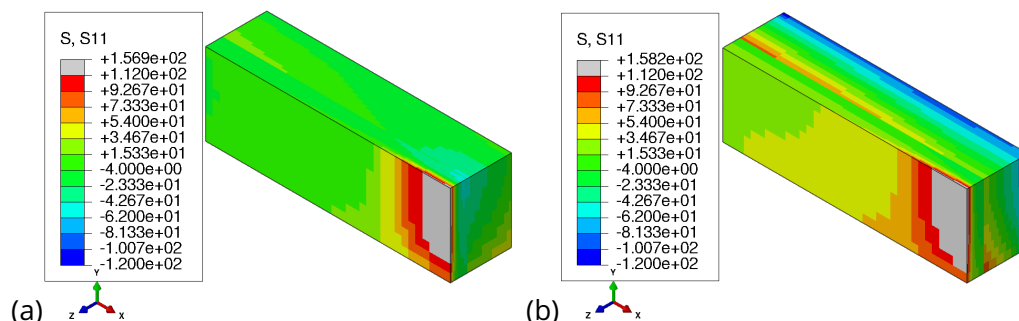 S, S11
+1.569e+02
+1.120e+02
+9.267e+01
+7.333e+01
+5.400e+01
+3.467e+01
+1.533e+01
-4.000e+00
-2.333e+01
-4.267e+01
-6.200e+01
-8.133e+01
-1.007e+02
-1.200e+02
Y
Z
X
(a)
S, S11
+1.582e+02
+1.120e+02
+9.267e+01
+7.333e+01
+5.400e+01
+3.467e+01
+1.533e+01
-4.000e+00
-2.333e+01
-4.267e+01
-6.200e+01
-8.133e+01
-1.007e+02
-1.200e+02
Y
Z
X
(b)